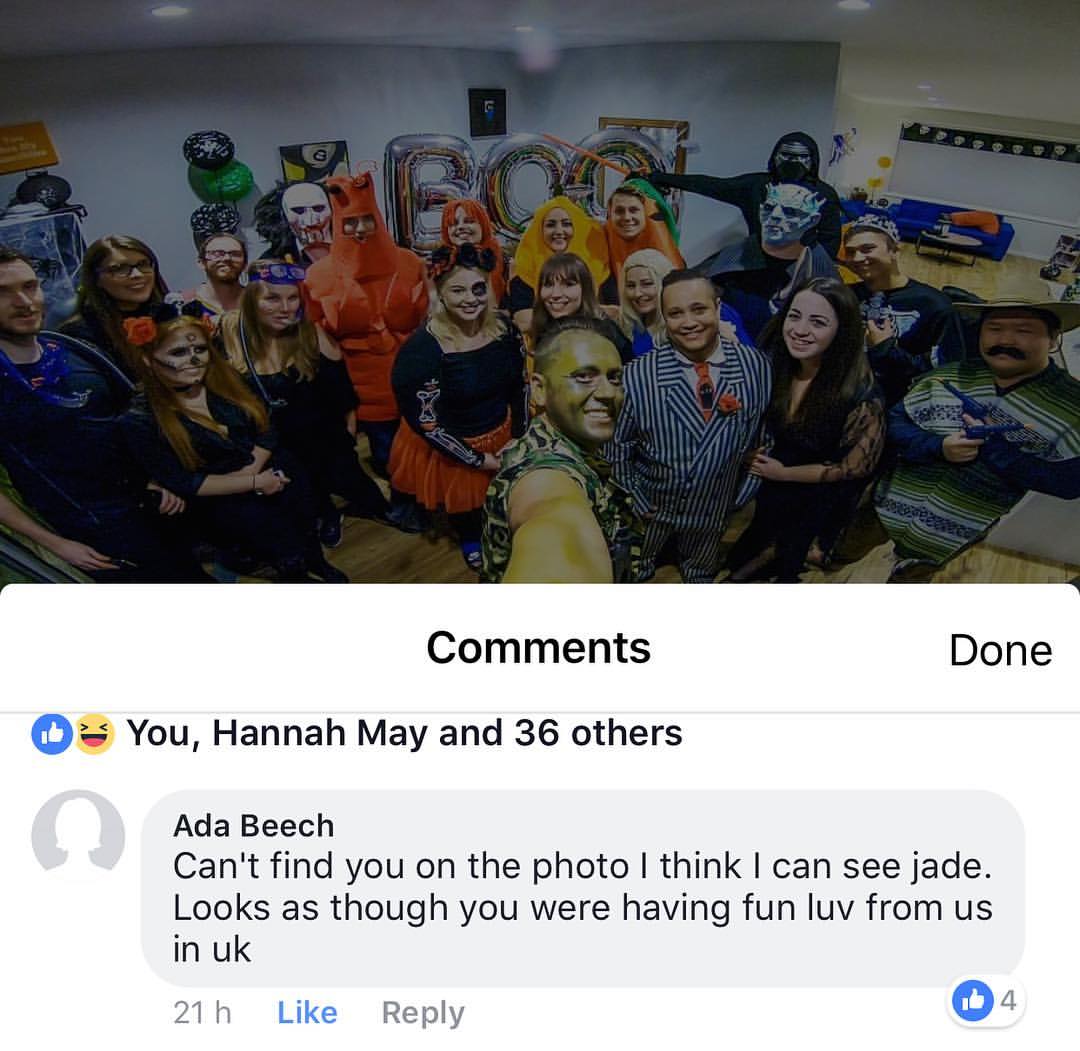 BOO
Comments
Done
You, Hannah May and 36 others
Ada Beech
Can't find you on the photo I think I can see jade.
Looks as though you were having fun luv from us
in uk
21 h Like Reply
4